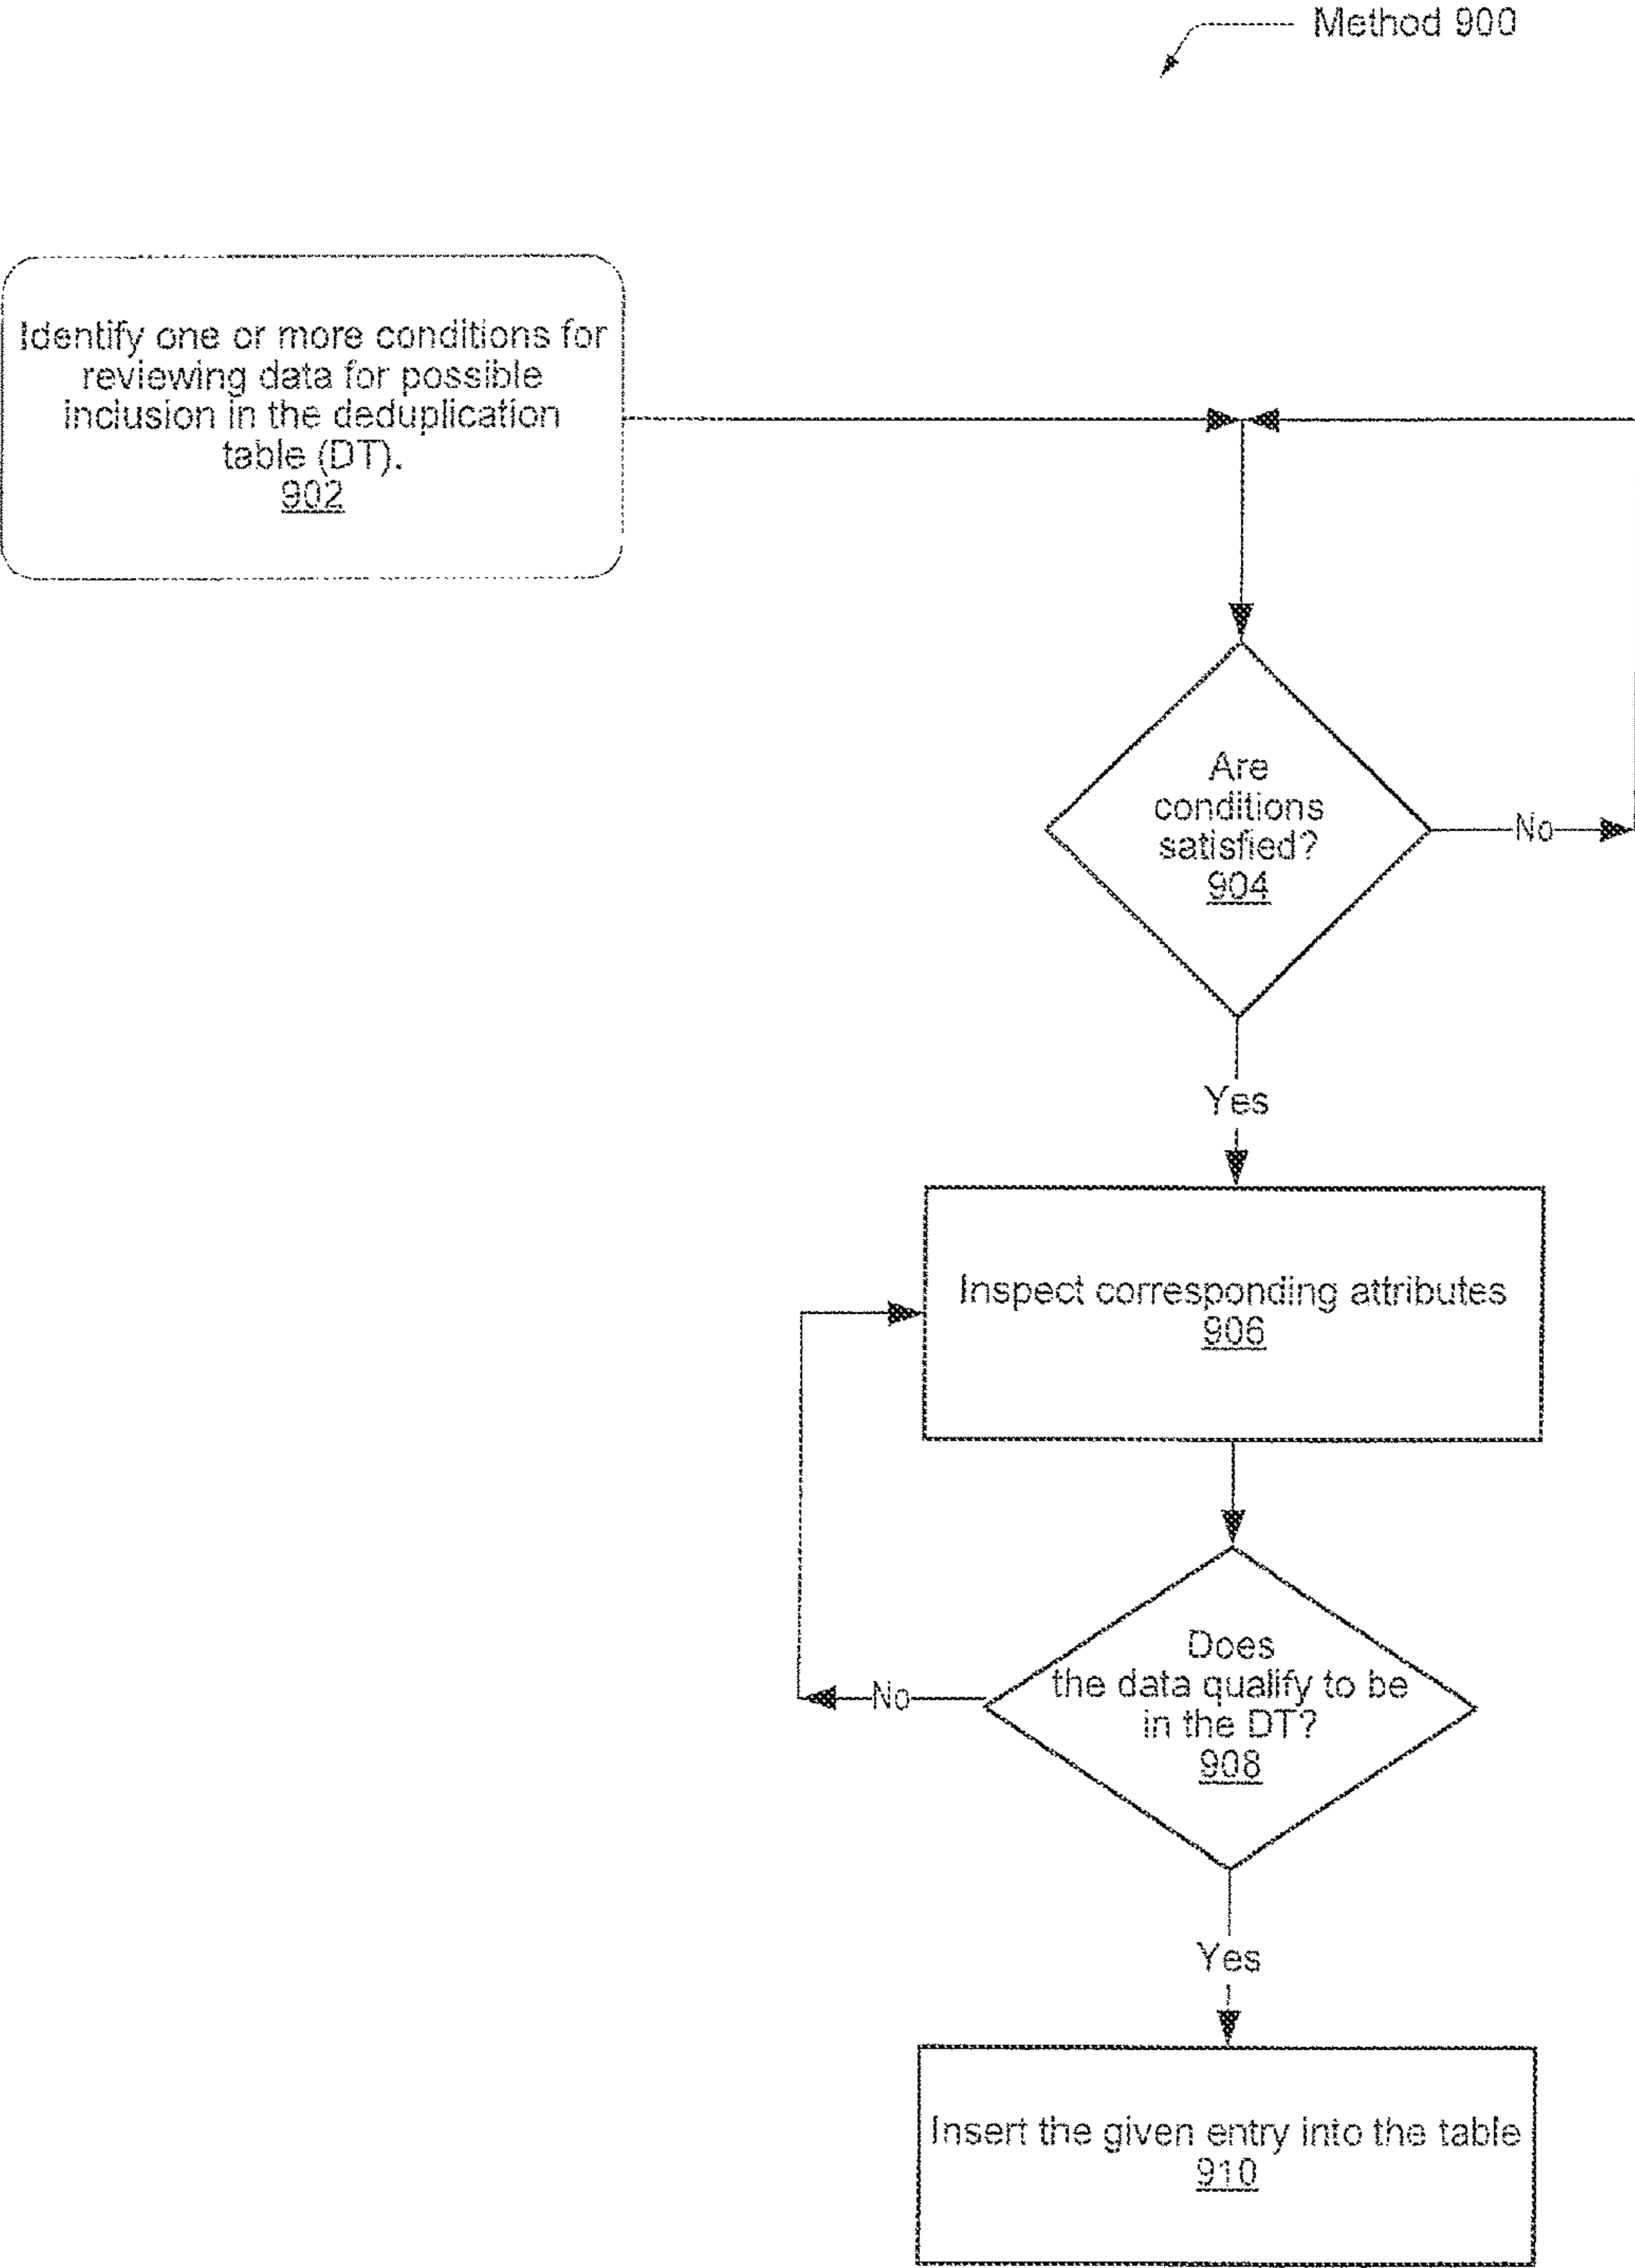 Method 900
Identify one or more conditions for
reviewing data for possible
inclusion in the deduplication
table (DT).
902
Are
conditions
satisfied?
904
No
Yes
Inspect corresponding attributes
906
Does
the data qualify to be
in the DT?
908
No
Yes
Insert the given entry into the table
910